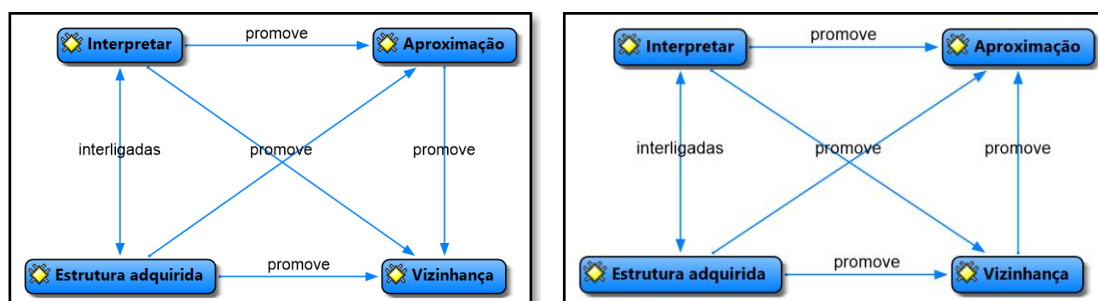 Interpretar
promove
Aproximação
interligadas
promove
promove
Estrutura adquirida
promove
Vizinhança
Interpretar
promove
Aproximação
interligadas
promove
promove
Estrutura adquirida
promove
Vizinhança